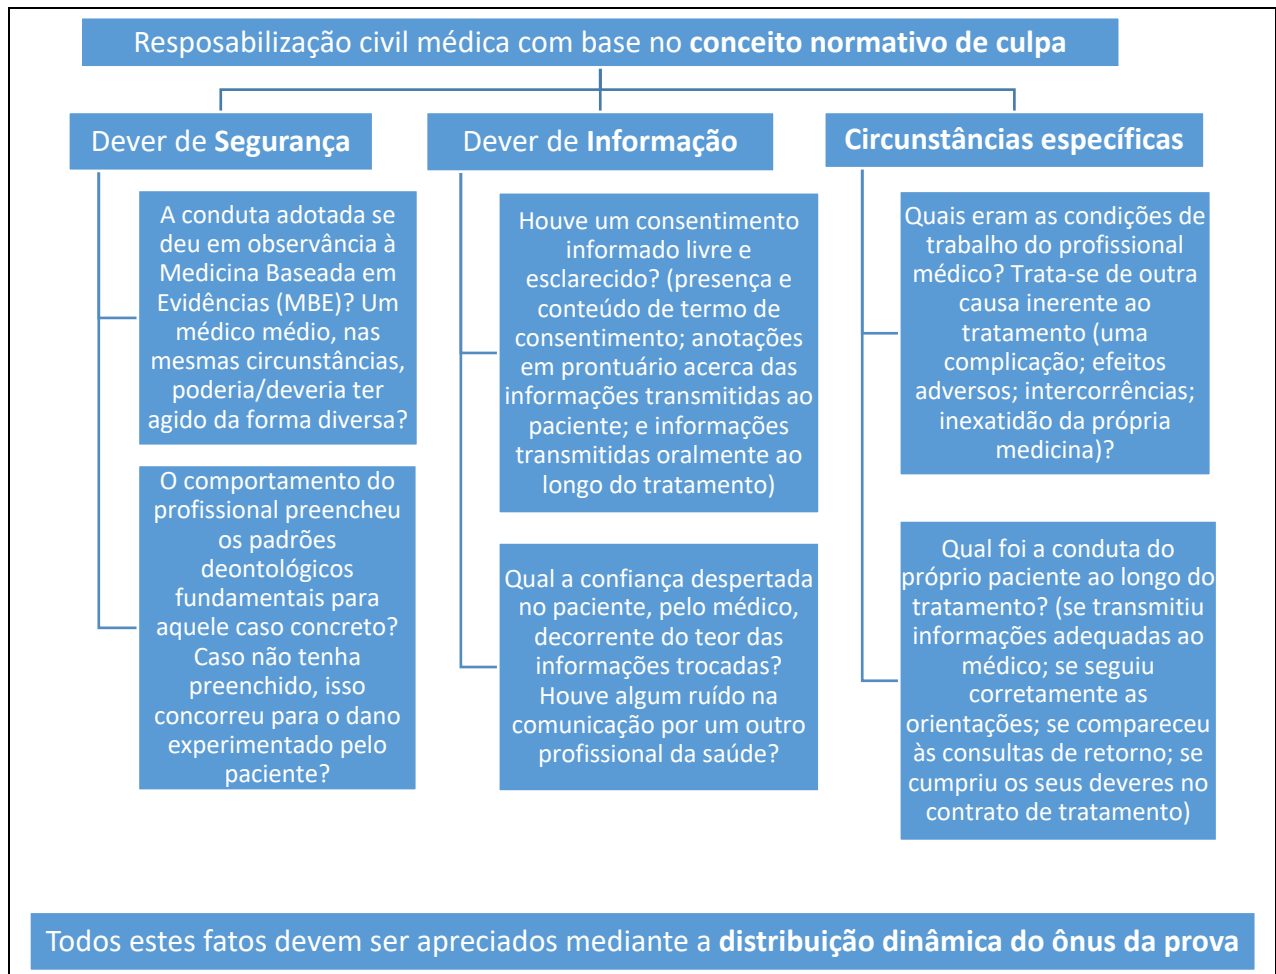 Resposabilização civil médica com base no conceito normativo de culpa
Dever de Segurança
A conduta adotada se
deu em observância à
Medicina Baseada em
Evidências (MBE)? Um
médico médio, nas
mesmas circunstâncias,
poderia/deveria ter
agido da forma diversa?
O comportamento do
profissional preencheu
os padrões
deontológicos
fundamentais para
aquele caso concreto?
Caso não tenha
preenchido, isso
concorreu para o dano
experimentado pelo
paciente?
Dever de Informação
Houve um consentimento
informado livre e
esclarecido? (presença e
conteúdo de termo de
consentimento; anotações
em prontuário acerca das
informações transmitidas ao
paciente; e informações
transmitidas oralmente ao
longo do tratamento)
Qual a confiança despertada
no paciente, pelo médico,
decorrente do teor das
informações trocadas?
Houve algum ruído na
comunicação por um outro
profissional da saúde?
Circunstâncias específicas
Quais eram as condições de
trabalho do profissional
médico? Trata-se de outra
causa inerente ao
tratamento (uma
complicação; efeitos
adversos; intercorrências;
inexatidão da própria
medicina)?
Qual foi a conduta do
próprio paciente ao longo do
tratamento? (se transmitiu
informações adequadas ao
médico; se seguiu
corretamente as
orientações; se compareceu
às consultas de retorno; se
cumpriu os seus deveres no
contrato de tratamento)
Todos estes fatos devem ser apreciados mediante a distribuição dinâmica do ônus da prova